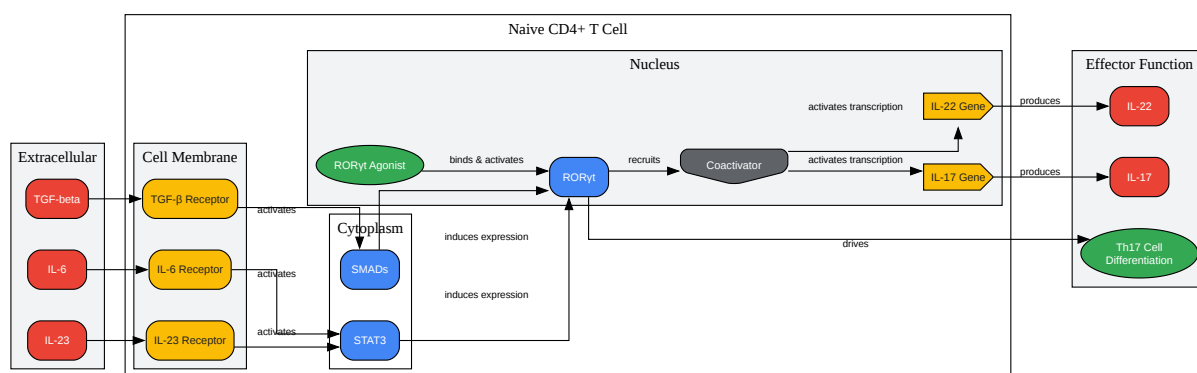 Naive CD4+ T Cell
Nucleus
Effector Function
Extracellular
Cell Membrane
Cytoplasm
TGF-beta
IL-6
IL-23
TGF-β Receptor
IL-6 Receptor
IL-23 Receptor
activates
activates
activates
SMADs
STAT3
induces expression
induces expression
RORγt Agonist
binds & activates
RORγt
recruits
Coactivator
activates transcription
activates transcription
IL-22 Gene
IL-17 Gene
produces
produces
drives
IL-22
IL-17
Th17 Cell
Differentiation